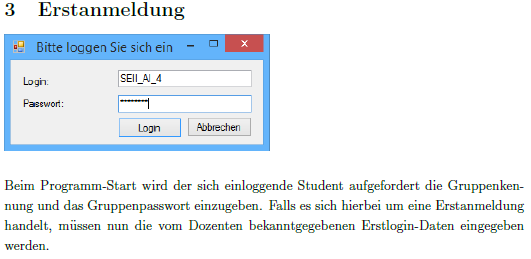 3 Erstanmeldung
Bitte loggen Sie sich ein
Login: SEII_AI_4
Passwort: ********
Login Abbrechen
Beim Programm-Start wird der sich einloggende Student aufgefordert die Gruppenken-
nung und das Gruppenpasswort einzugeben. Falls es sich hierbei um eine Erstanmeldung
handelt, müssen nun die vom Dozenten bekanntgegebenen Erstlogin-Daten eingegeben
werden.